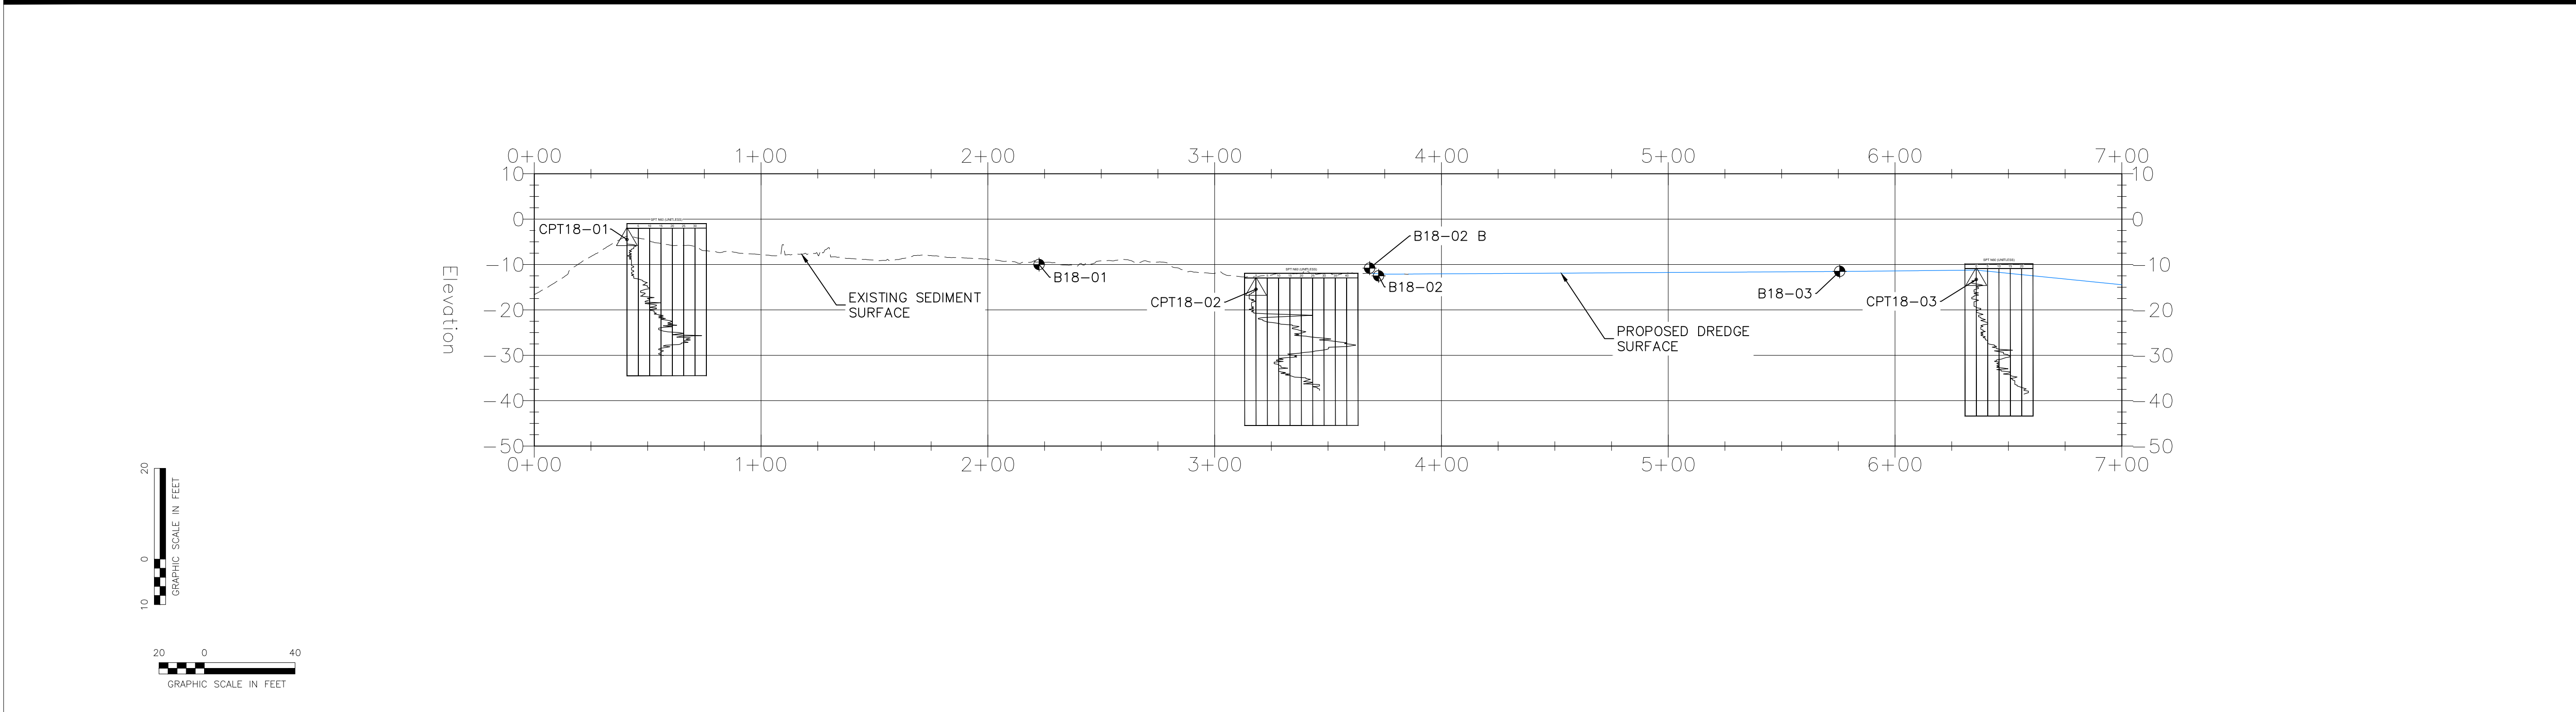 0+00 1+00 2+00 3+00 4+00 5+00 6+00 7+00
10 10
0 0
-10 -10
-20 -20
-30 -30
-40 -40
-50 -50
0+00 1+00 2+00 3+00 4+00 5+00 6+00 7+00
Elevation
CPT18-01
EXISTING SEDIMENT
SURFACE
B18-01
CPT18-02
B18-02 B
B18-02
PROPOSED DREDGE
SURFACE
B18-03
CPT18-03
20
0
10
GRAPHIC SCALE IN FEET
20 0 40
GRAPHIC SCALE IN FEET